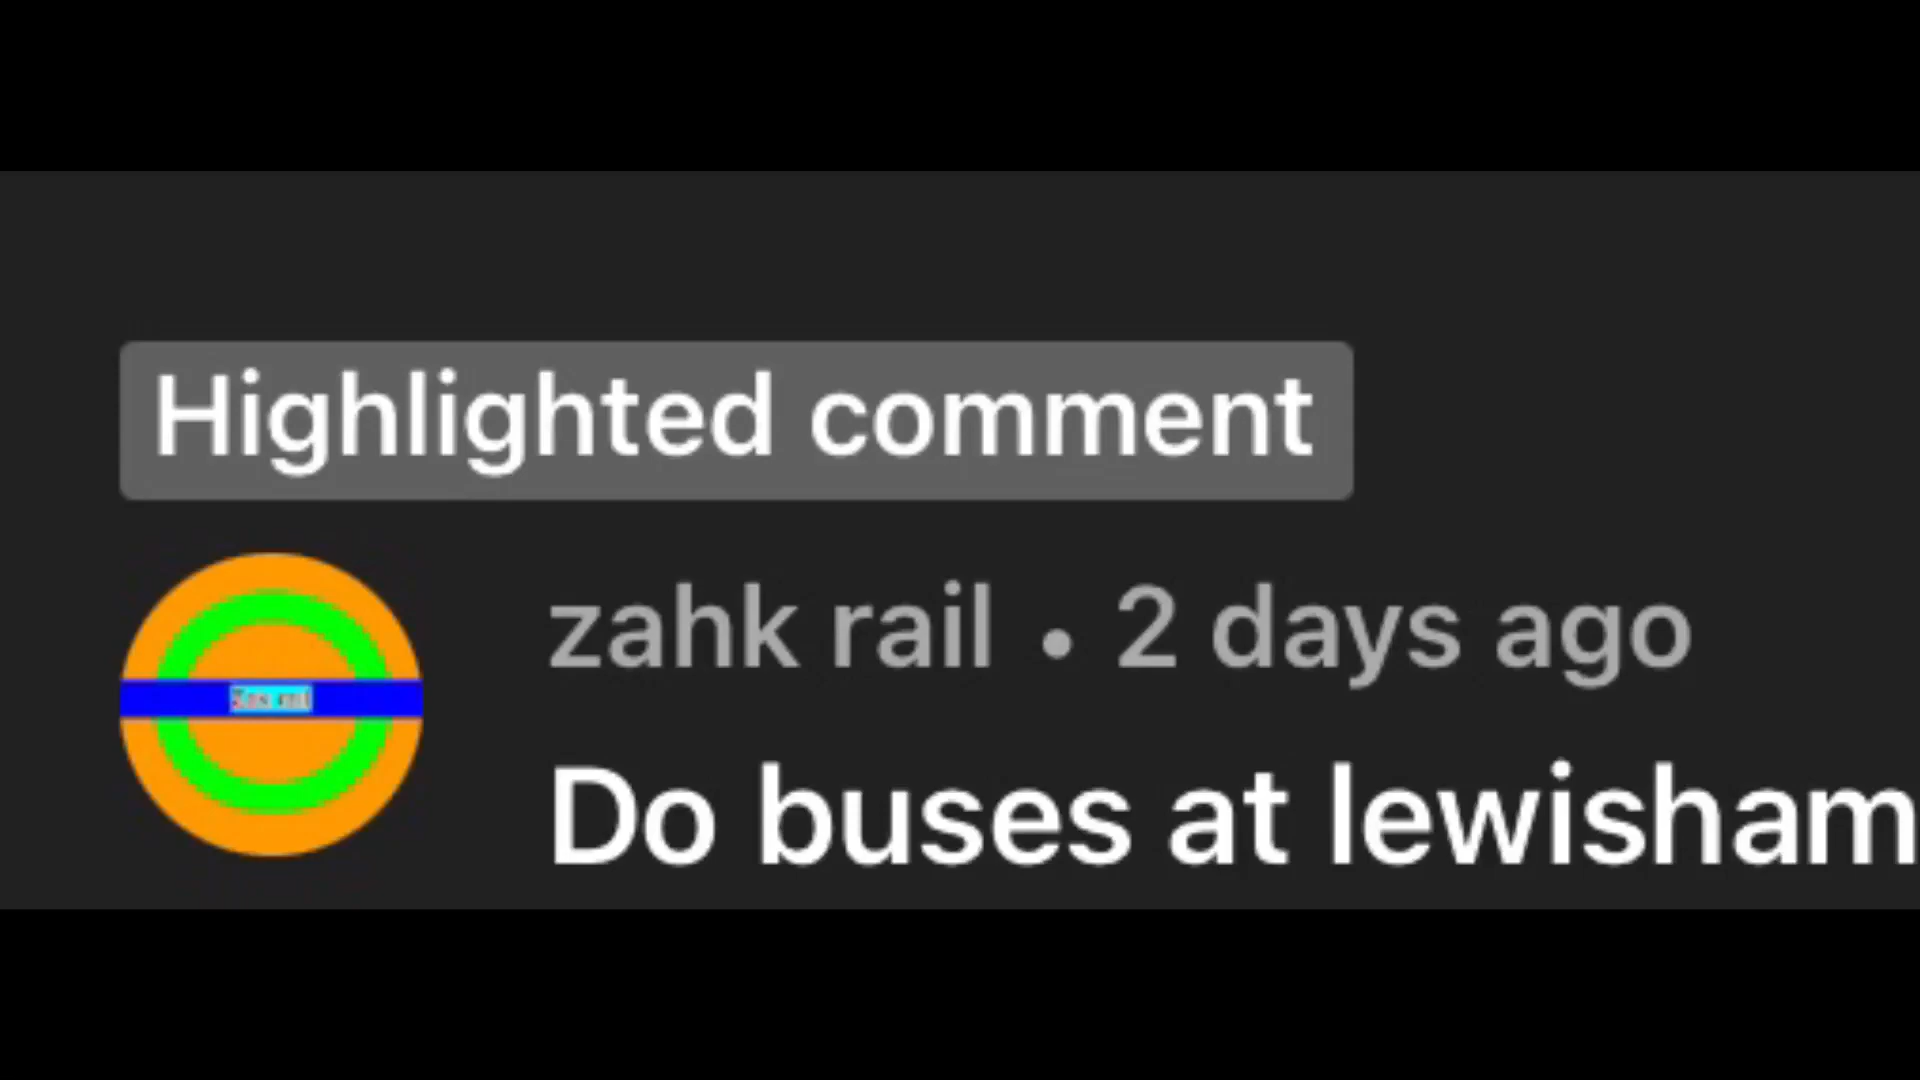 Highlighted comment
zahk rail • 2 days ago
Do buses at lewisham